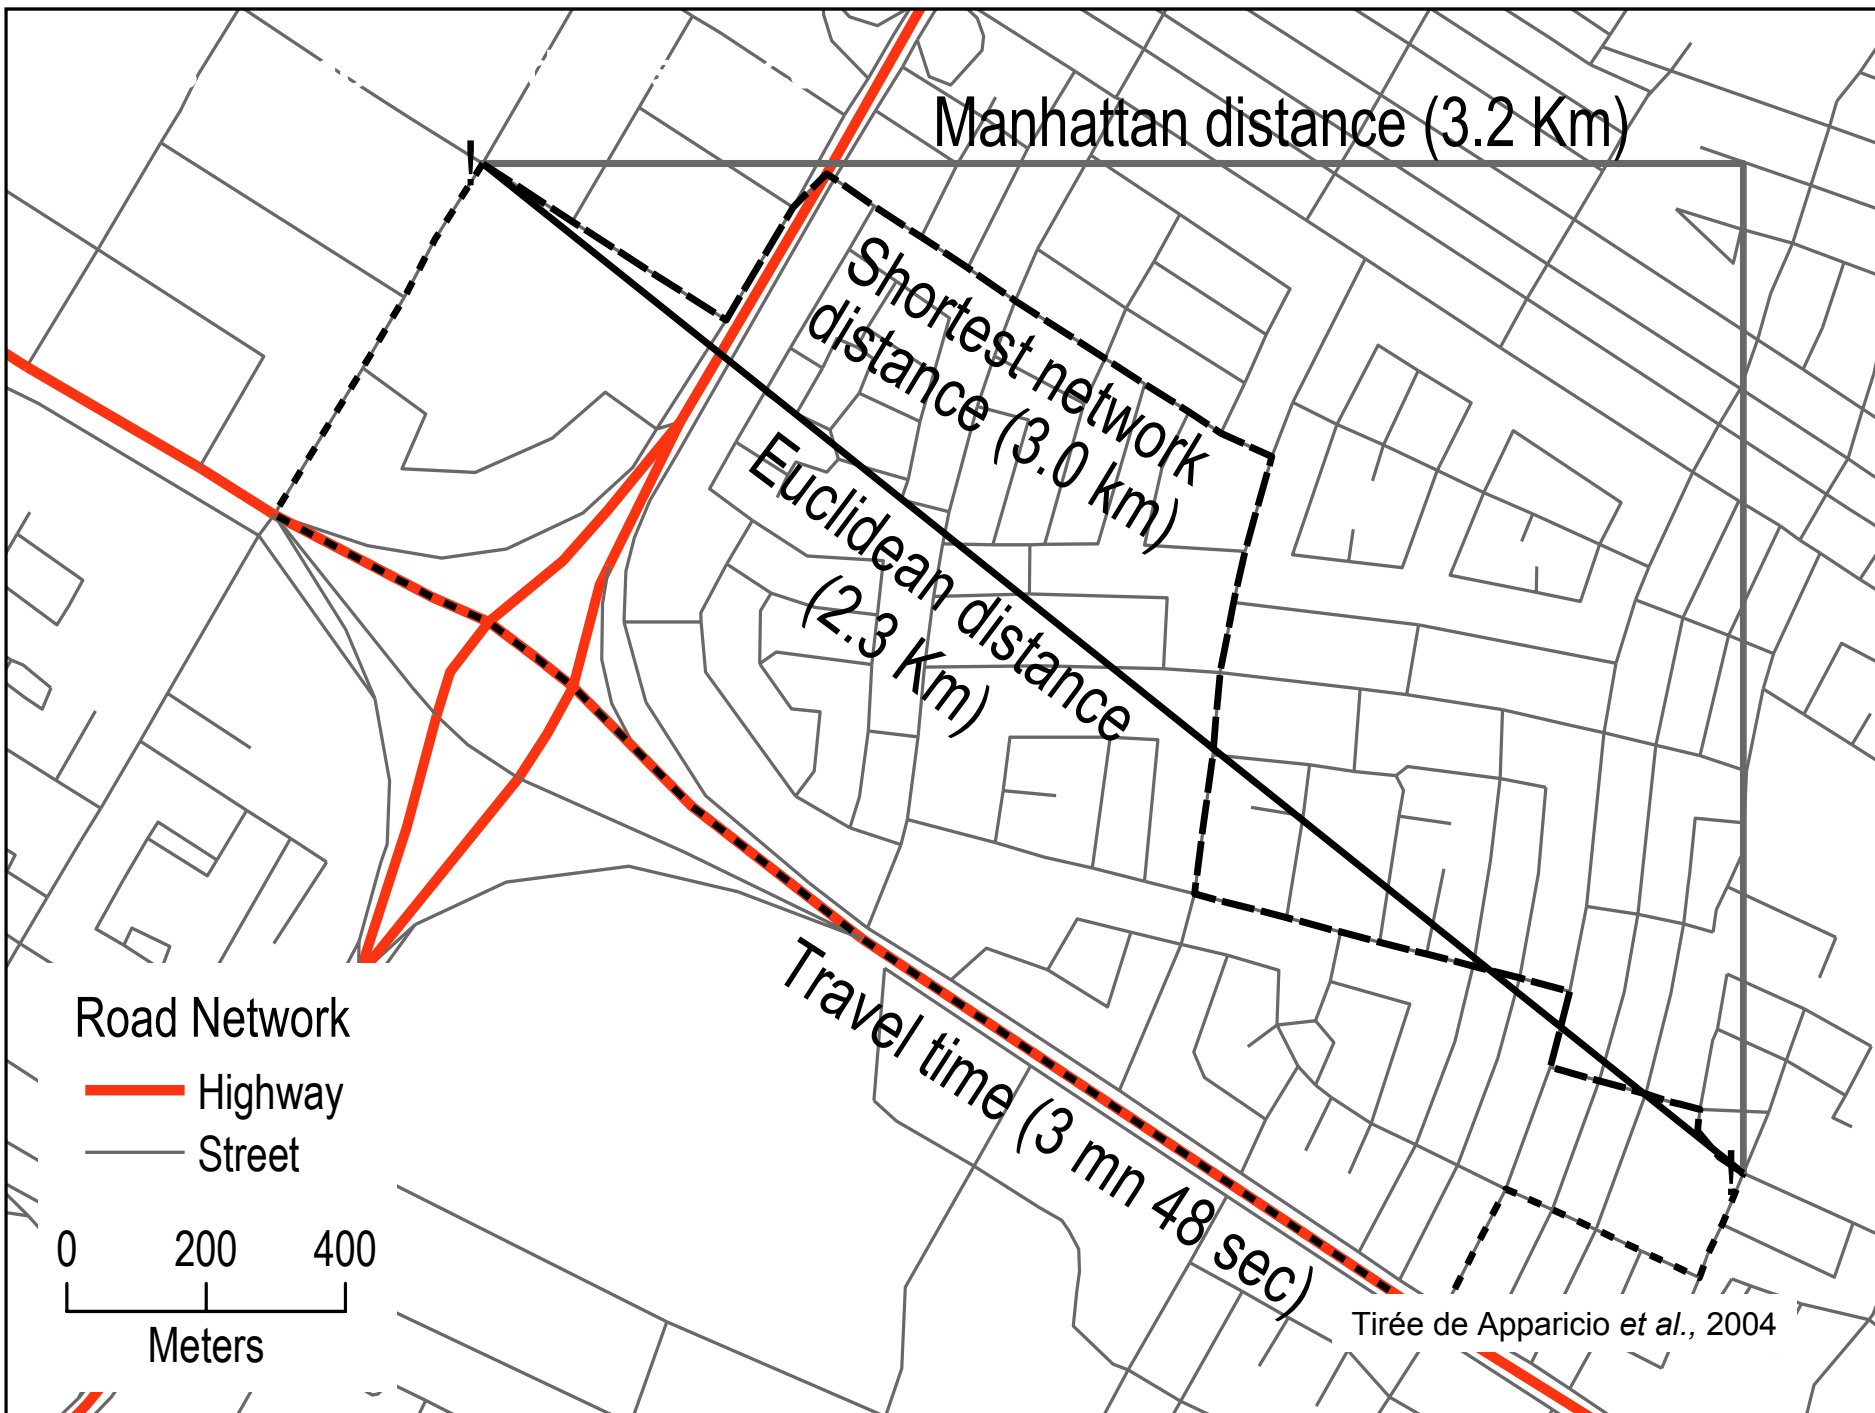 Manhattan distance (3.2 Km)
Shortest network
distance (3.0 km)
Euclidean distance
(2.3 Km)
Travel time (3 mn 48 sec)
Road Network
Highway
Street
0 200 400
Meters
Tirée de Apparicio et al., 2004